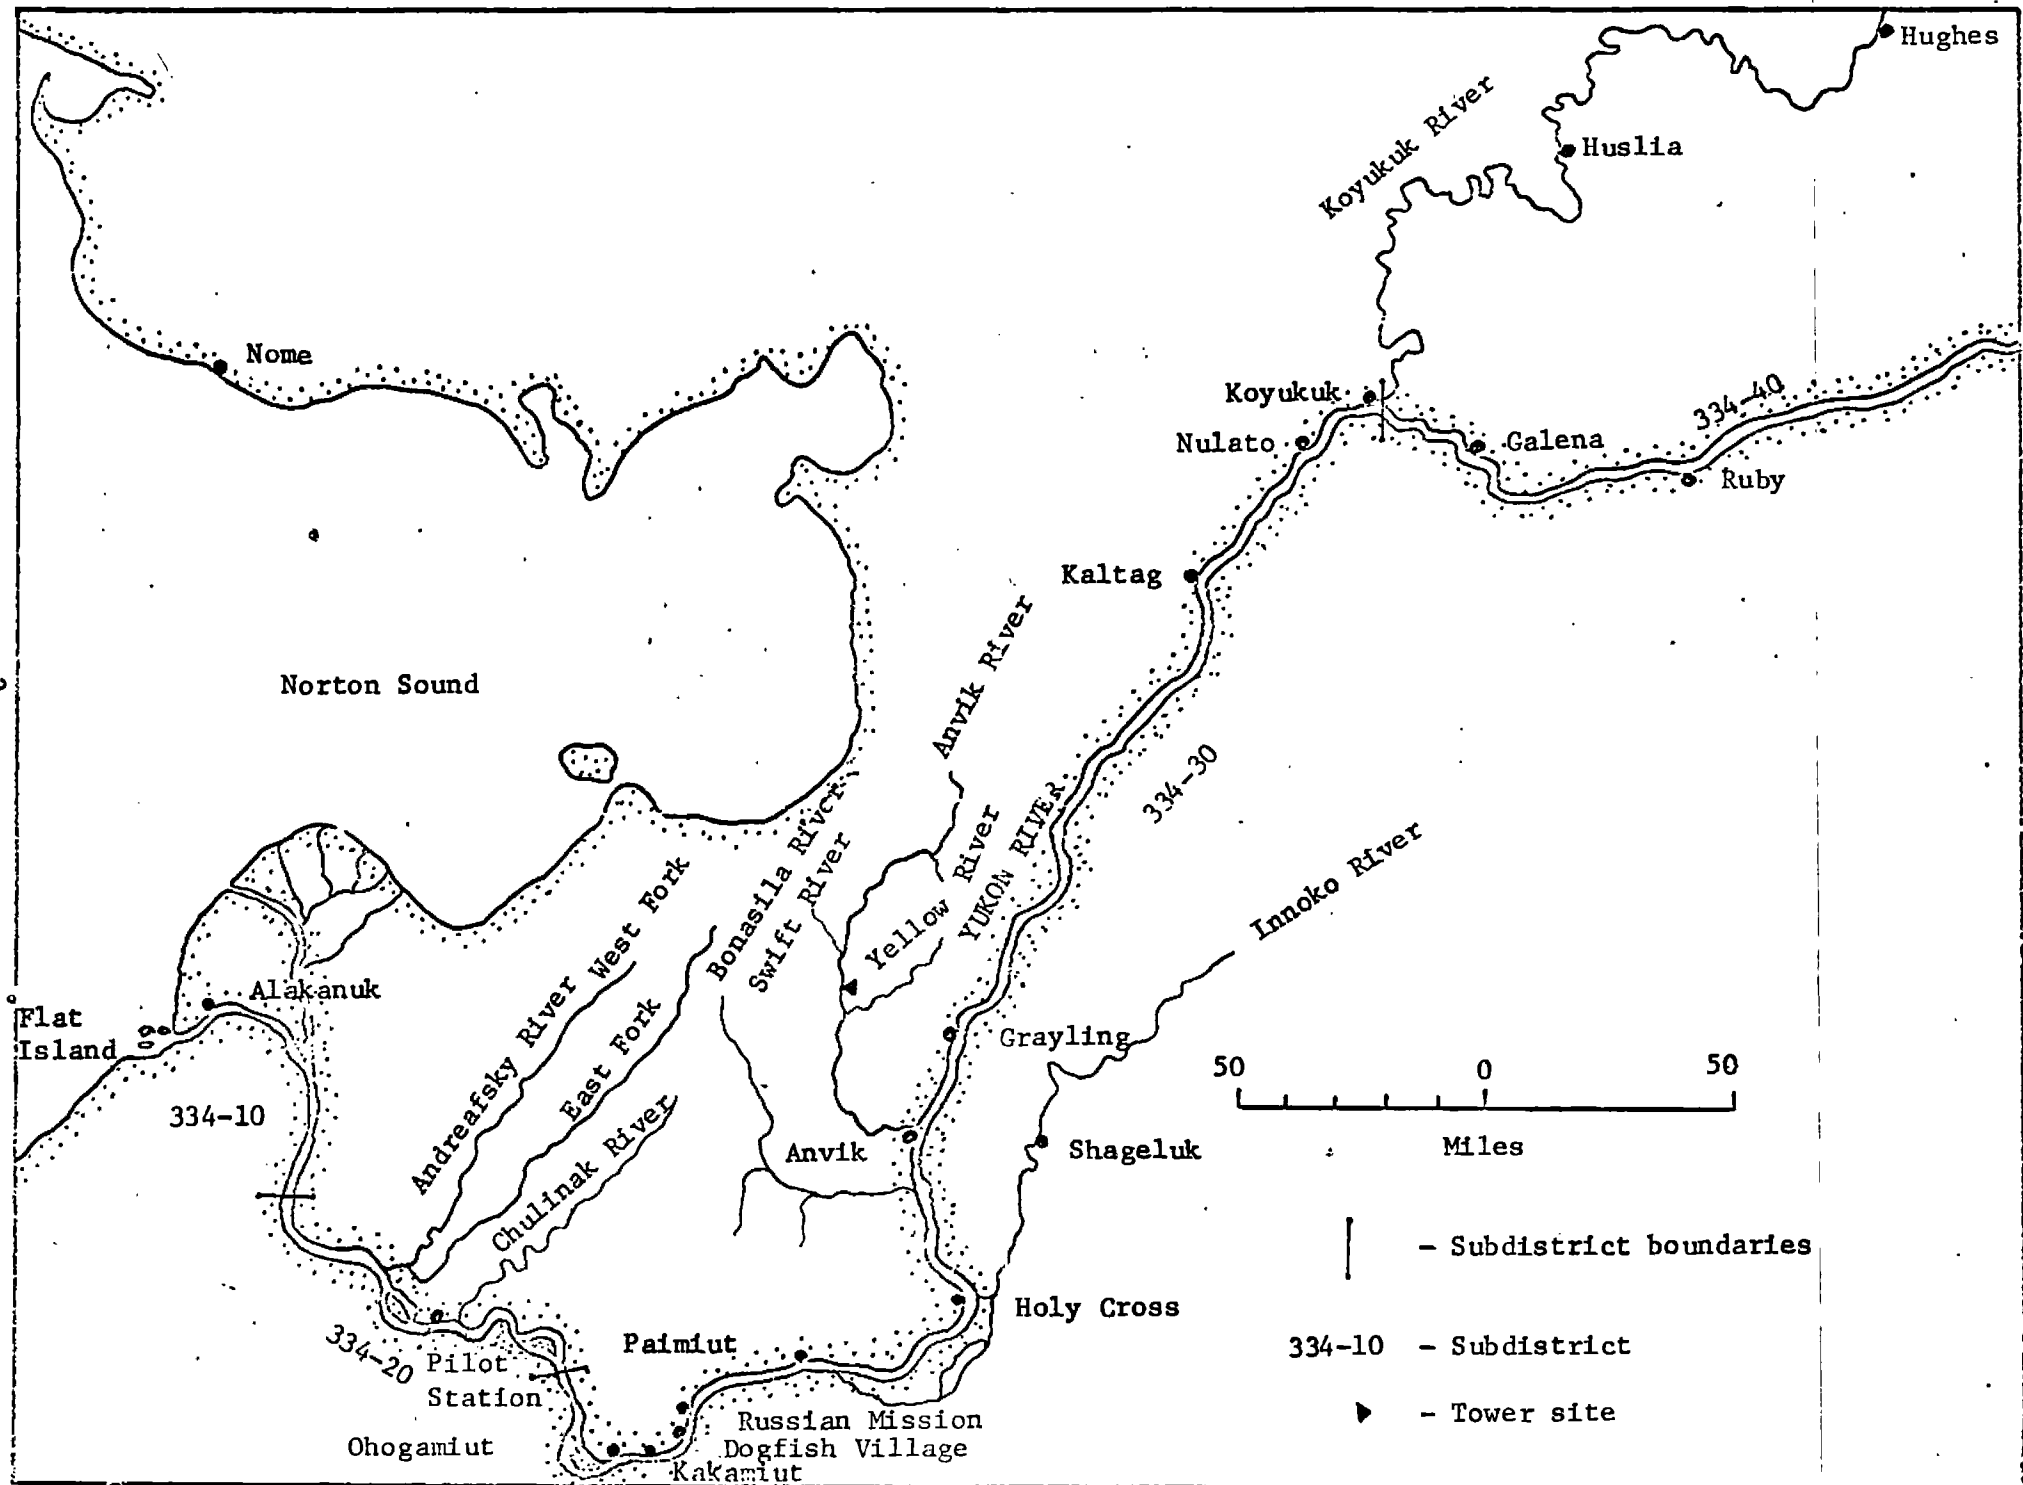 Hughes
Koyukuk River
Huslia
Nome
Koyukuk
334-40
Nulato
Galena
Ruby
Kaltag
Anvik River
Norton Sound
334-30
Bonasila River
Swift River
Yellow River
YUKON RIVER
Innoko River
Andreafsky River West Fork
East Fork
Alakanuk
Flat
Island
Grayling
50 0 50
Miles
334-10
Chulinak River
Anvik
Shageluk
- Subdistrict boundaries
Holy Cross
334-20
Pilot
Station
Paimiut
334-10 - Subdistrict
Russian Mission
- Tower site
Ohogamiut
Dogfish Village
Kakamiut